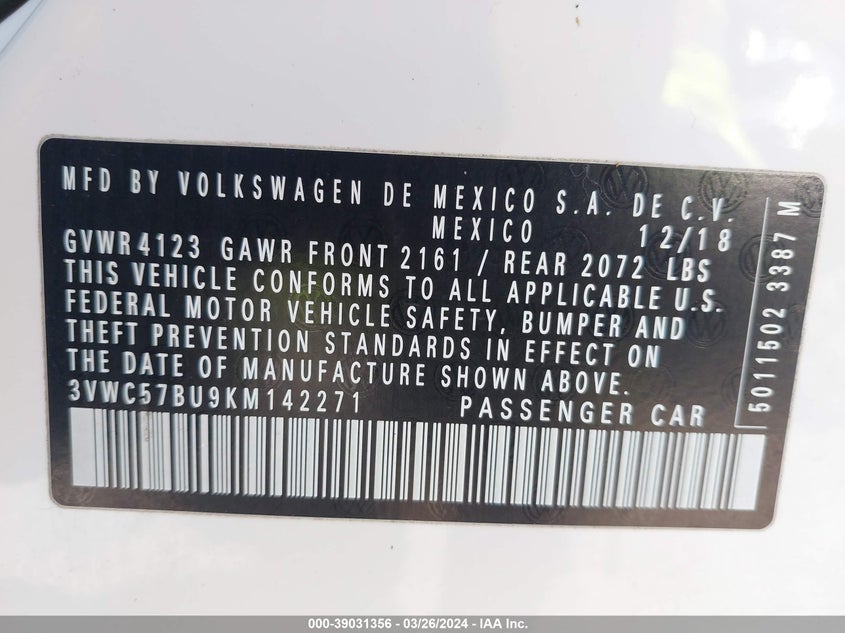 MFD BY VOLKSWAGEN DE MEXICO S.A. DE C.V.
MEXICO 12/18
GVWR4123 GAWR FRONT 2161 / REAR 2072 LBS
THIS VEHICLE CONFORMS TO ALL APPLICABLE U.S.
FEDERAL MOTOR VEHICLE SAFETY, BUMPER AND
THEFT PREVENTION STANDARDS IN EFFECT ON
THE DATE OF MANUFACTURE SHOWN ABOVE.
3VWC57BU9KM142271 PASSENGER CAR
5011502 3387 M
000-39031356 - 03/26/2024 - IAA Inc.